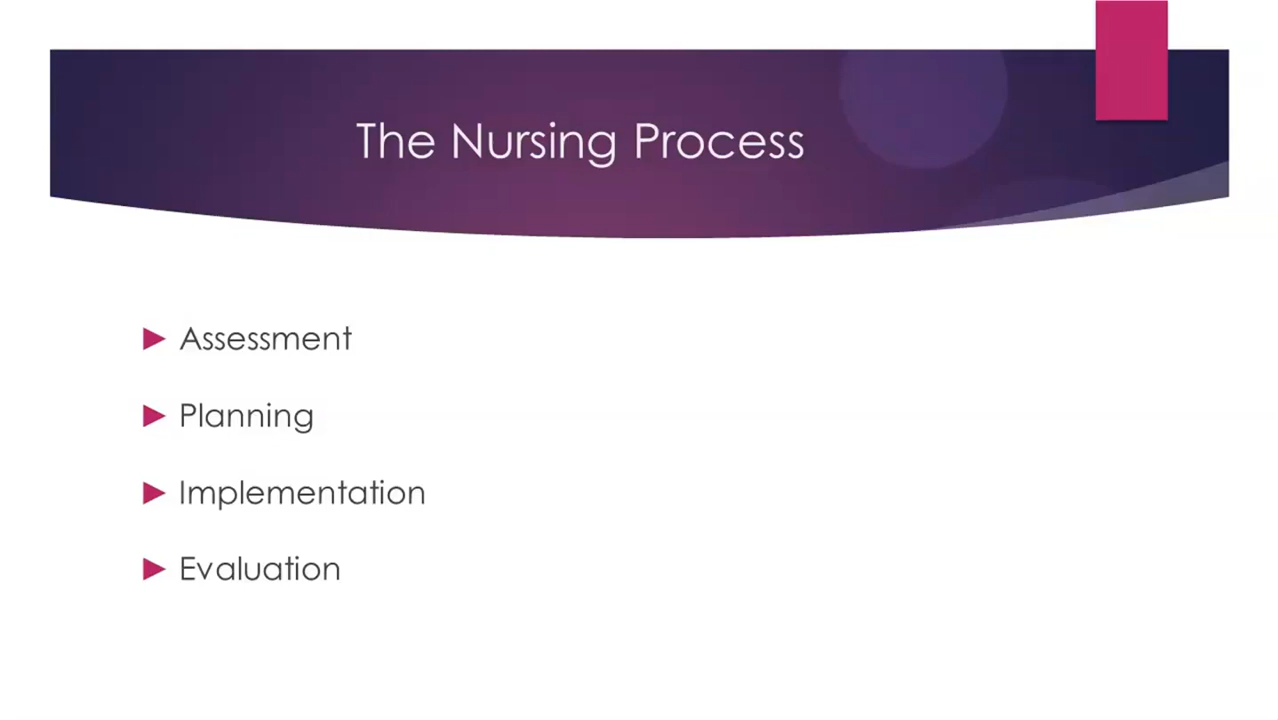 The Nursing Process
Assessment
Planning
Implementation
Evaluation